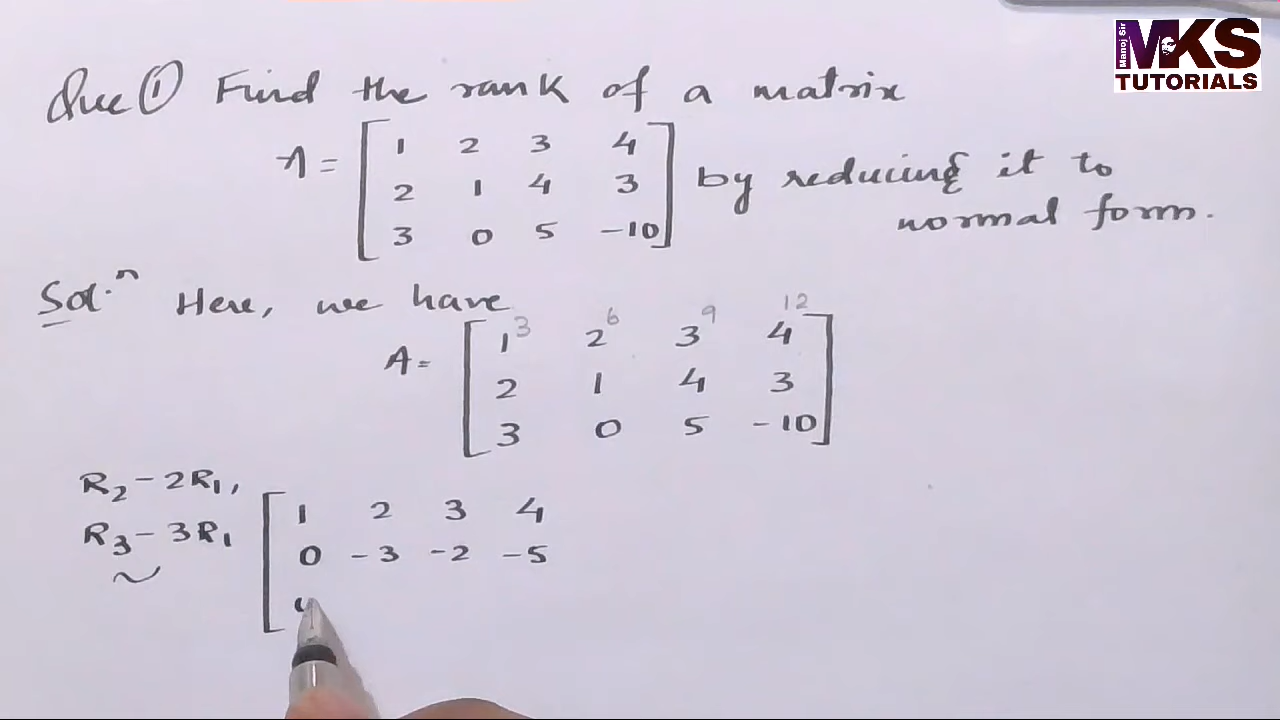 Manoj Sir
MKS
TUTORIALS
Que ① Find the rank of a matrix
A = [ 1 2 3 4
2 1 4 3
3 0 5 -10 ] by reducing it to
normal form.
Sol.ⁿ Here, we have
3 6 9 12
A = [ 1 2 3 4
2 1 4 3
3 0 5 -10 ]
R₂ - 2R₁,
R₃ - 3R₁
~
[ 1 2 3 4
0 -3 -2 -5